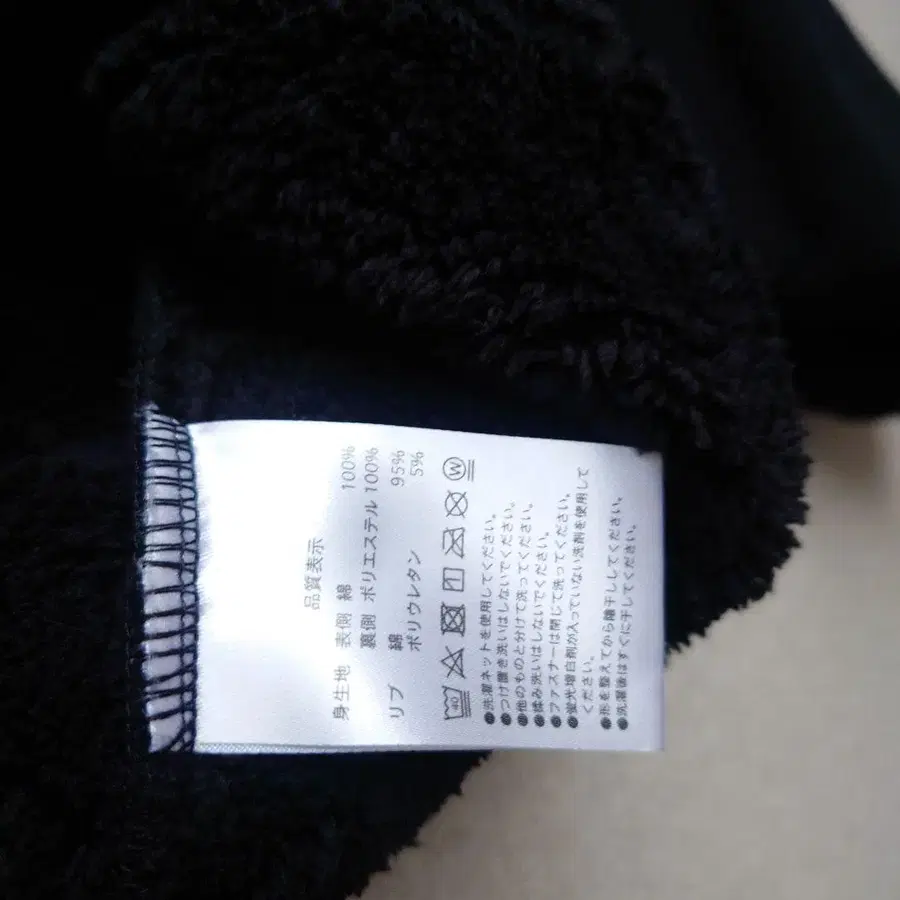 品質表示
身生地 表側 綿 100%
裏側 ポリエステル 100%
リブ 綿 95%
ポリウレタン 5%
40 W
●洗濯ネットを使用してください。
●つけ置き洗いはしないでください。
●他のものと分けて洗ってください。
●揉み洗いはしないでください。
●ファスナーは閉じて洗ってください。
●蛍光増白剤が入っていない洗剤を使用して
ください。
●形を整えてから陰干ししてください。
●洗濯後はすぐに干してください。